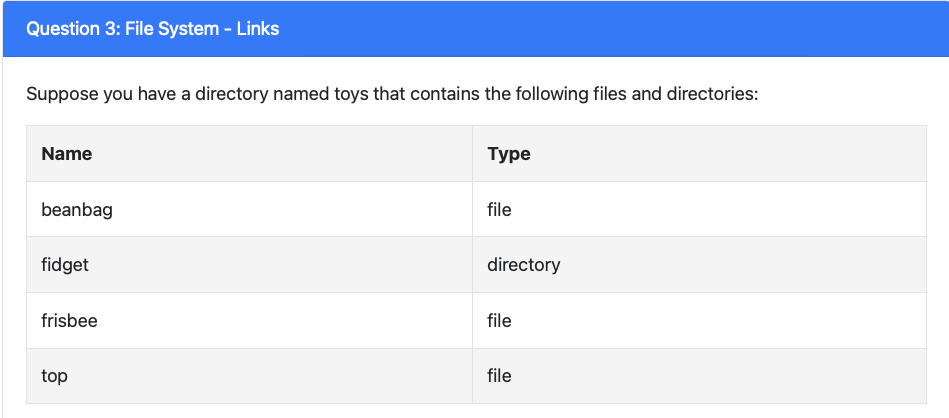 Question 3: File System - Links
Suppose you have a directory named toys that contains the following files and directories:
Name Type
beanbag file
fidget directory
frisbee file
top file